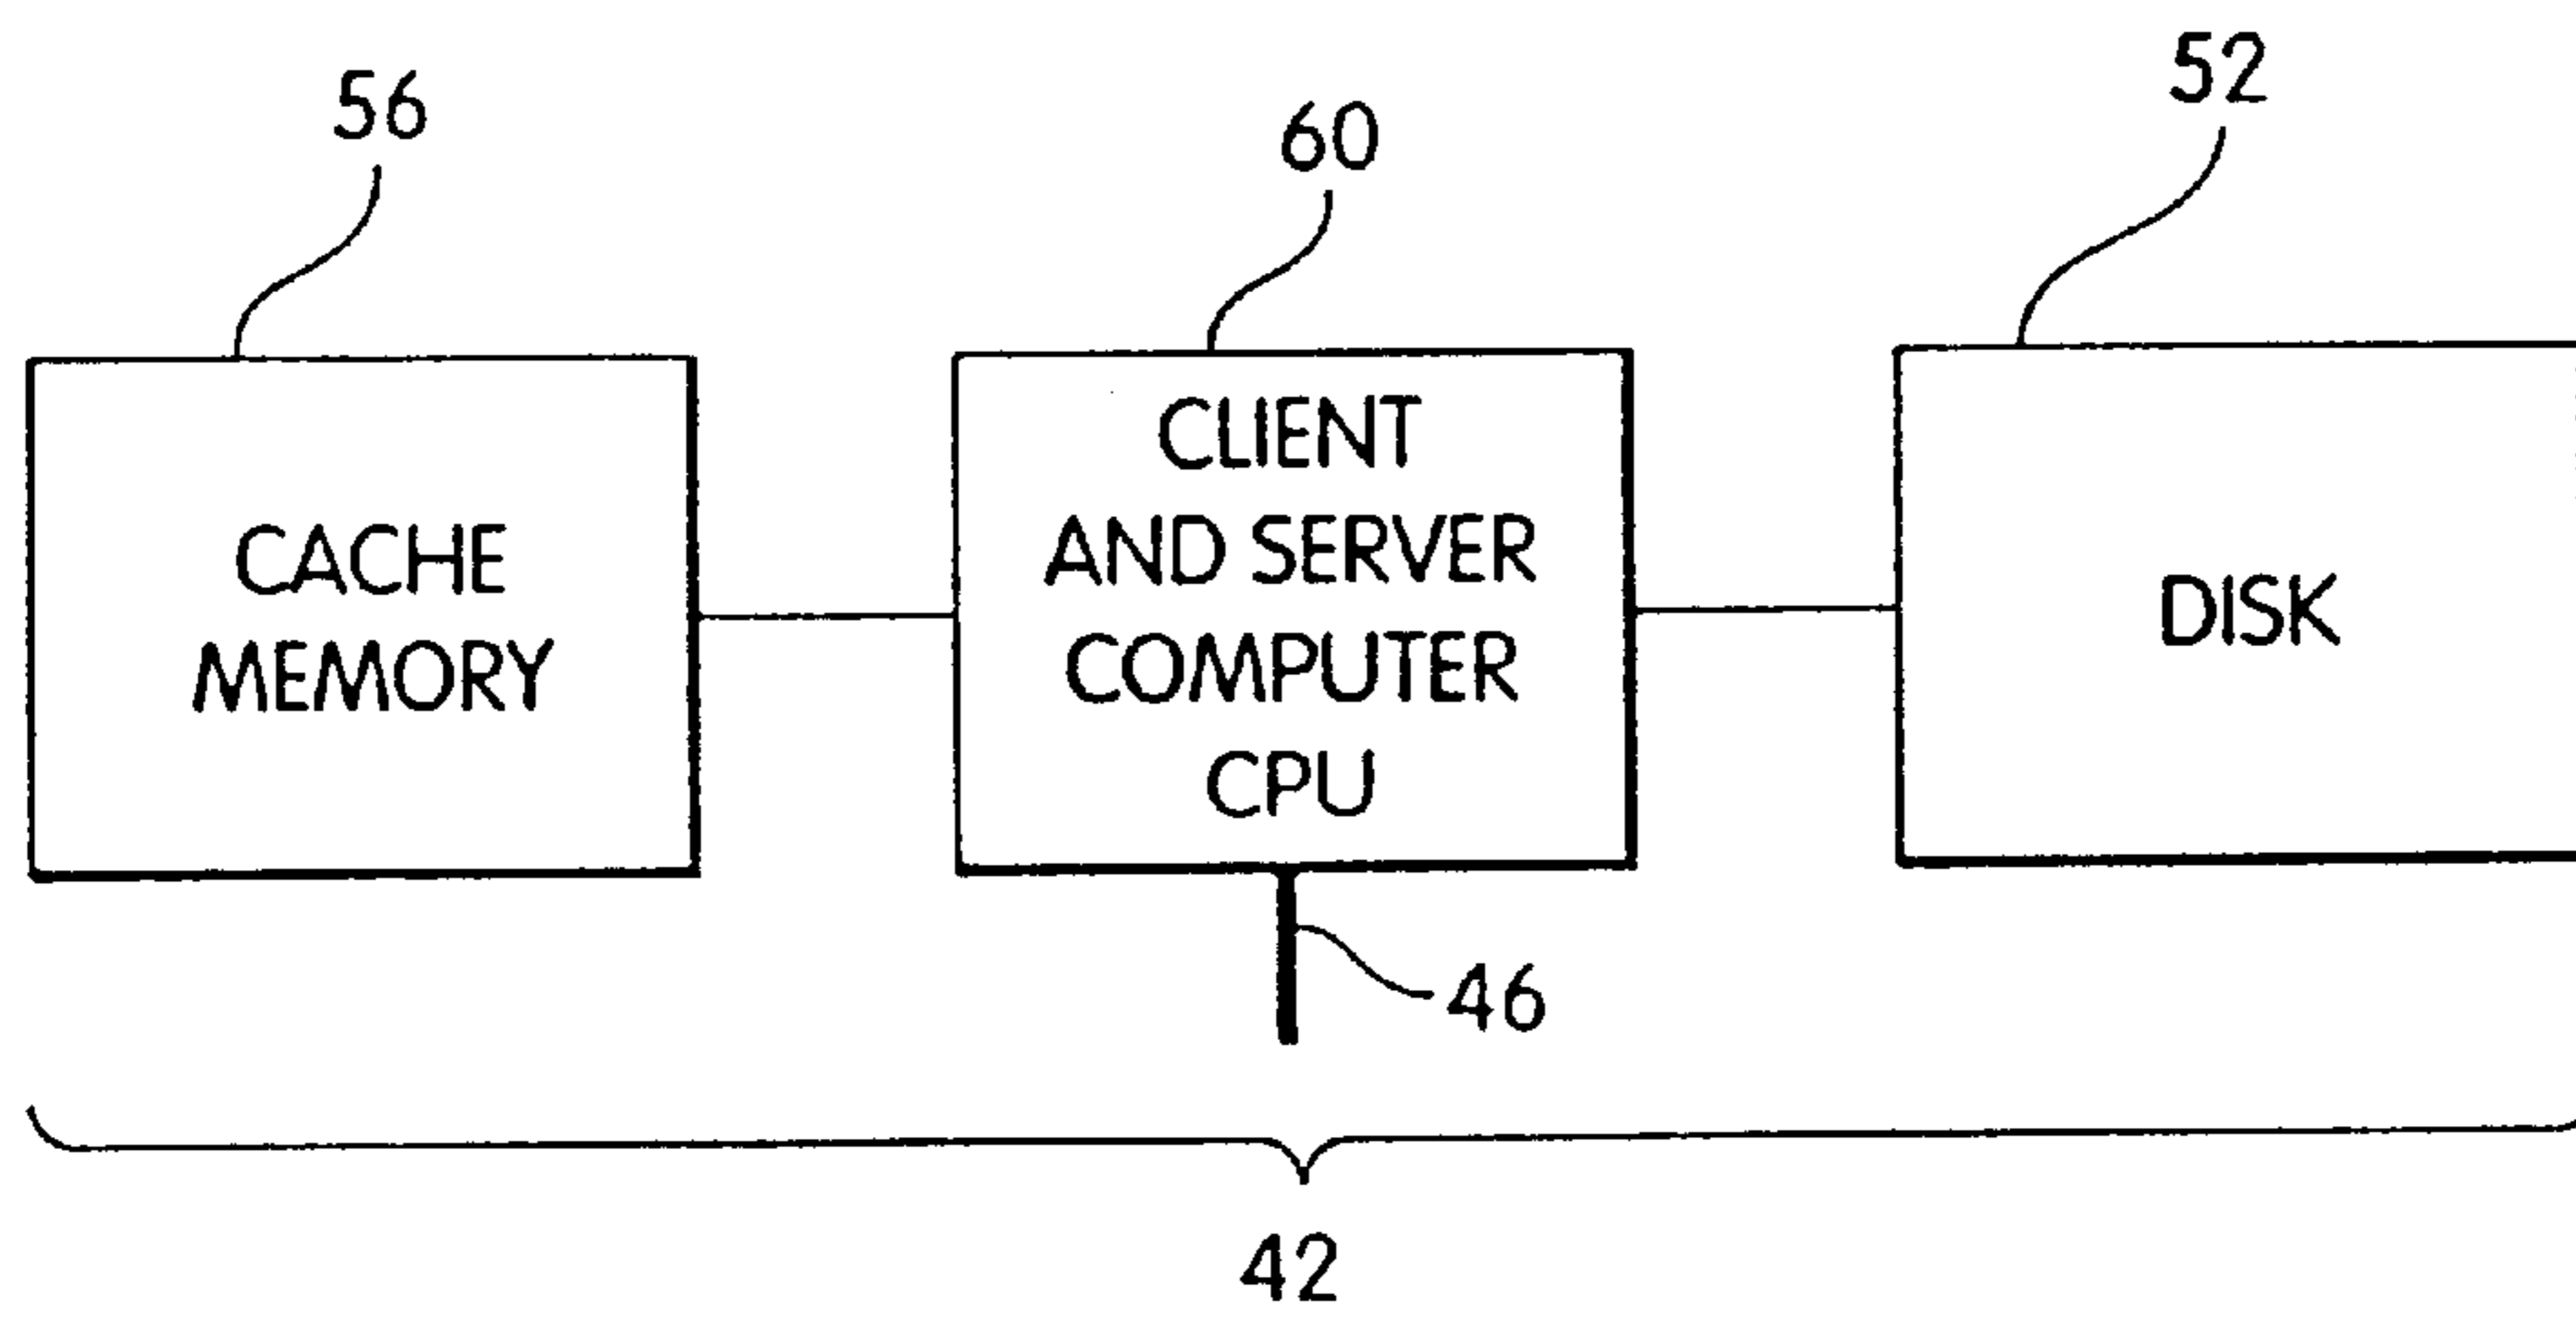 56
60
52
CACHE
MEMORY
CLIENT
AND SERVER
COMPUTER
CPU
DISK
46
42